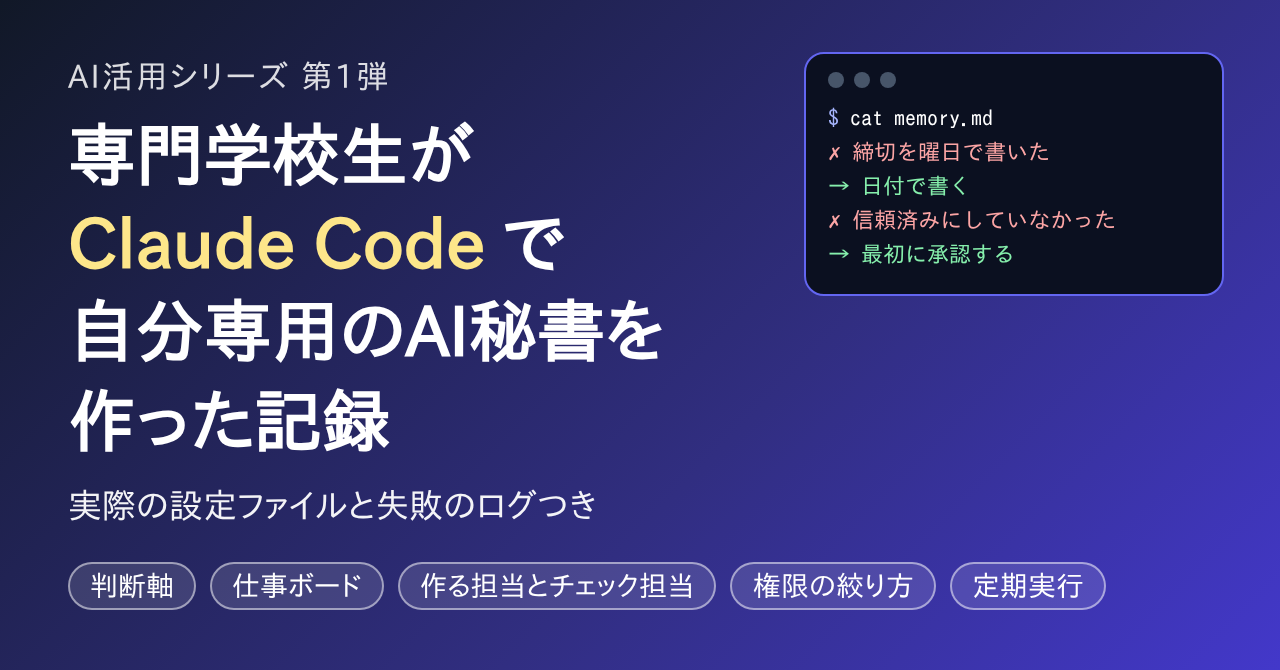 AI活用シリーズ 第1弾
専門学校生が
Claude Code で
自分専用のAI秘書を
作った記録
実際の設定ファイルと失敗のログつき
$ cat memory.md
✗ 締切を曜日で書いた
→ 日付で書く
✗ 信頼済みにしていなかった
→ 最初に承認する
判断軸
仕事ボード
作る担当とチェック担当
権限の絞り方
定期実行